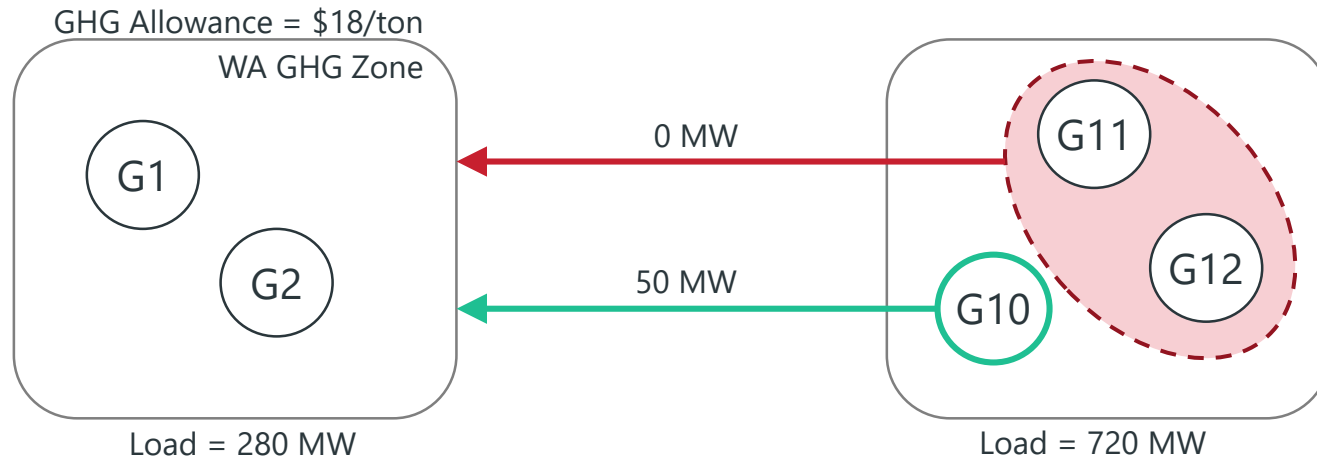 GHG Allowance = $18/ton
WA GHG Zone
G1
G2
0 MW
50 MW
G11
G12
G10
Load = 280 MW
Load = 720 MW